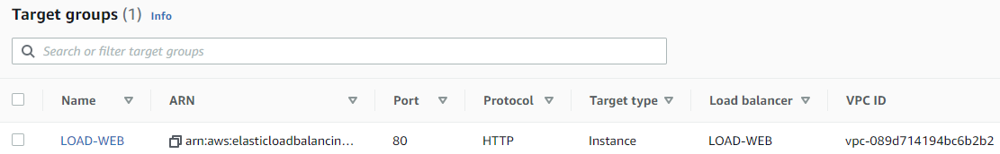 Target groups (1) Info
Search or filter target groups
Name ARN Port Protocol Target type Load balancer VPC ID
LOAD-WEB arn:aws:elasticloadbalancin... 80 HTTP Instance LOAD-WEB vpc-089d714194bc6b2b2